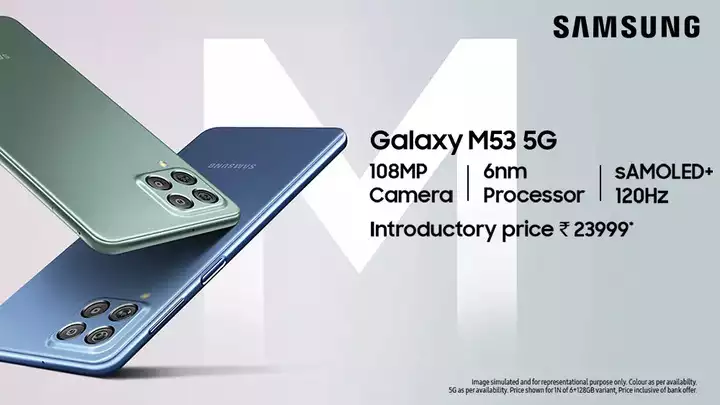 SAMSUNG
Galaxy M53 5G
108MP
Camera
6nm
Processor
sAMOLED+
120Hz
Introductory price ₹ 23999*
SAMSUNG
M
Image simulated and for representational purpose only. Colour as per availabilty.
5G as per availability. Price shown for 1N of 6+128GB variant, Price inclusive of bank offer.